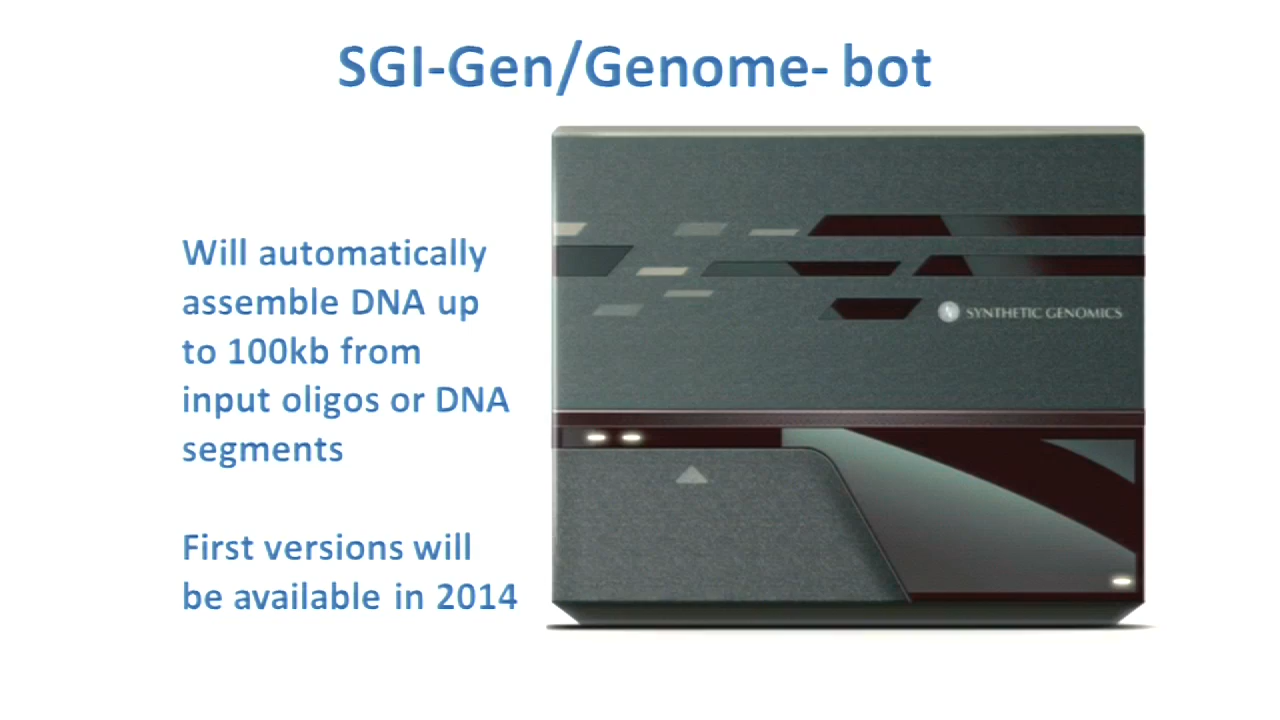 SGI-Gen/Genome- bot
Will automatically
assemble DNA up
to 100kb from
input oligos or DNA
segments
First versions will
be available in 2014
SYNTHETIC GENOMICS